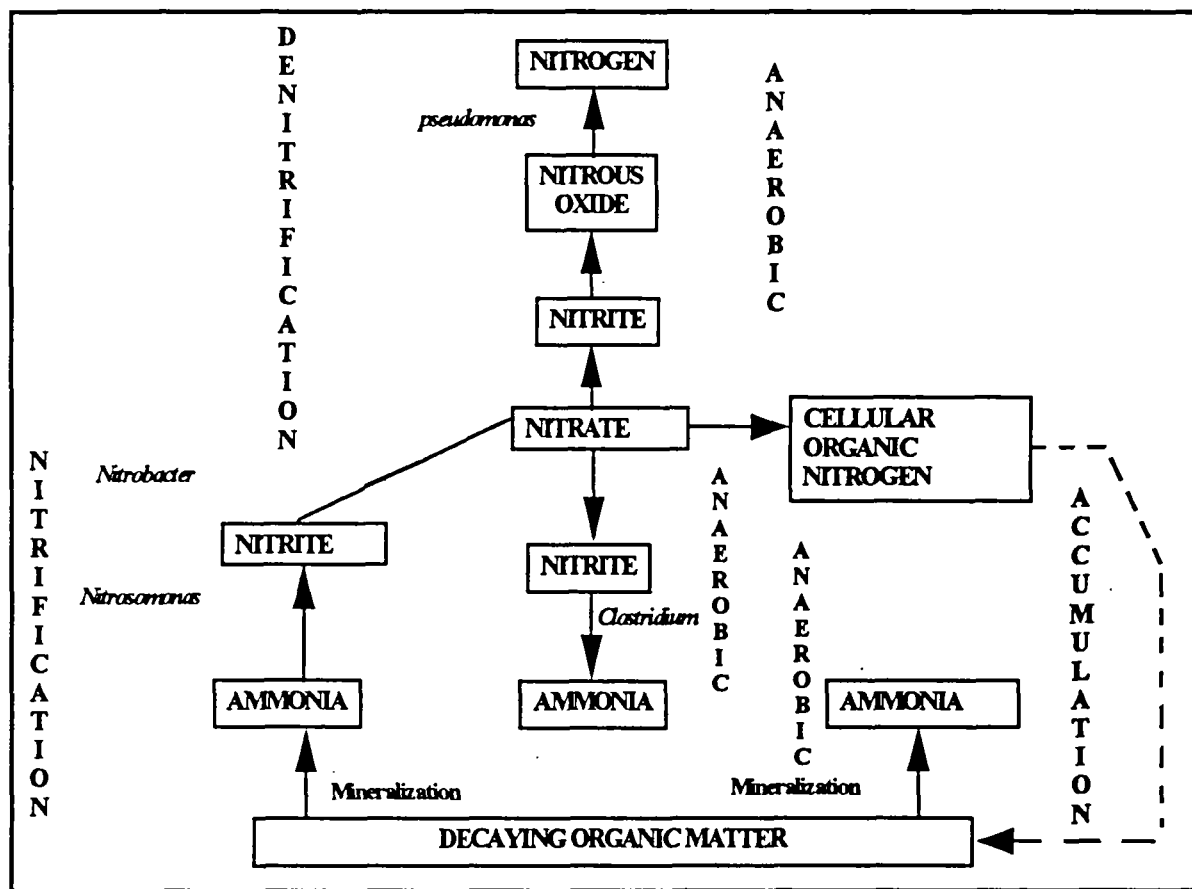 DENITRIFICATION
NITROGEN
ANAEROBIC
pseudomonas
NITROUS
OXIDE
NITRITE
NITRATE
CELLULAR
ORGANIC
NITROGEN
NITRIFICATION
Nitrobacter
ANAEROBIC
ACCUMULATION
NITRITE
NITRITE
ANAEROBIC
Nitrosomonas
Clostridium
AMMONIA
AMMONIA
AMMONIA
Mineralization
Mineralization
DECAYING ORGANIC MATTER